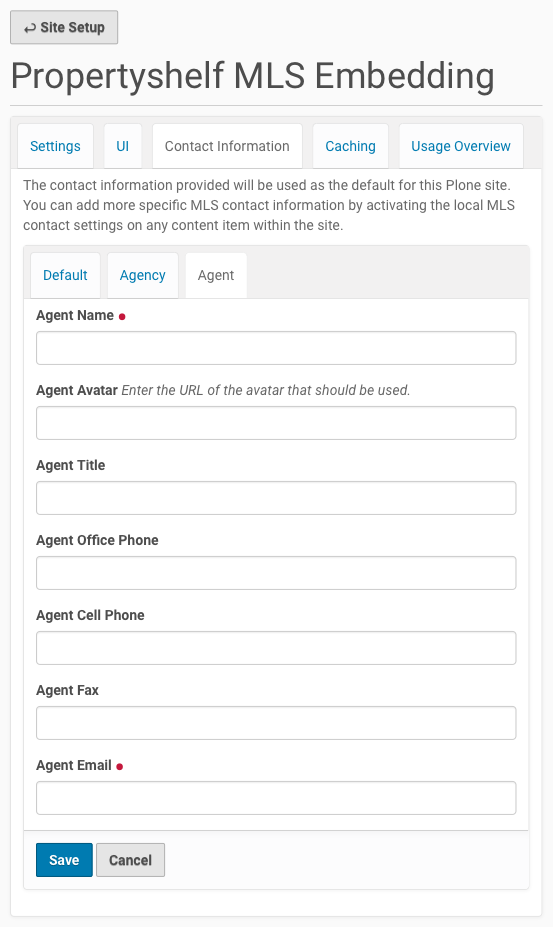 Site Setup
Propertyshelf MLS Embedding
Settings
UI
Contact Information
Caching
Usage Overview
The contact information provided will be used as the default for this Plone site.
You can add more specific MLS contact information by activating the local MLS
contact settings on any content item within the site.
Default
Agency
Agent
Agent Name
Agent Avatar Enter the URL of the avatar that should be used.
Agent Title
Agent Office Phone
Agent Cell Phone
Agent Fax
Agent Email
Save
Cancel